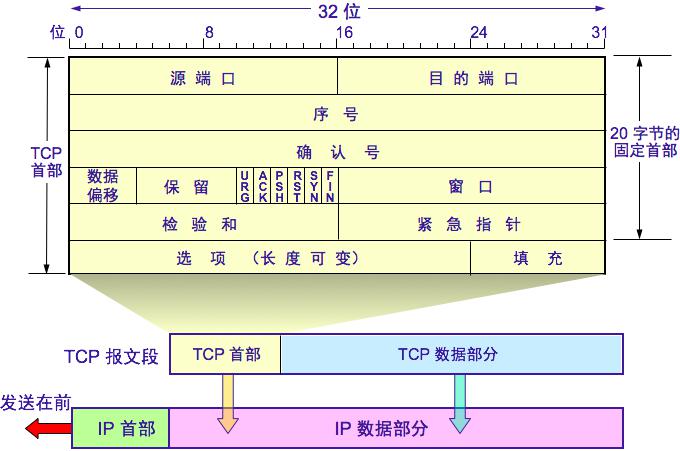 32 位
位 0 8 16 24 31
源 端 口 目 的 端 口
序 号
确 认 号
TCP
首部
20 字节的
固定首部
数据
偏移
保 留
URG
ACK
PSH
RST
SYN
FIN
窗 口
检 验 和 紧 急 指 针
选 项 (长 度 可 变) 填 充
TCP 报文段 TCP 首部 TCP 数据部分
发送在前
IP 首部 IP 数据部分